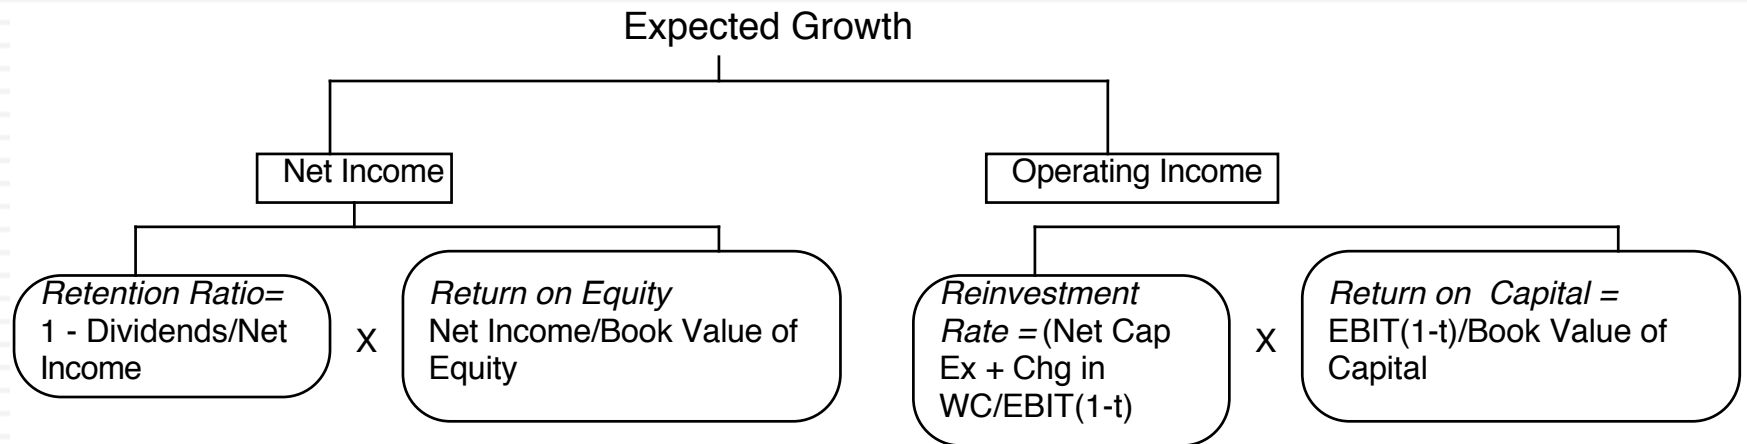 Expected Growth
Net Income
Operating Income
Retention Ratio=
1 - Dividends/Net
Income
X
Return on Equity
Net Income/Book Value of
Equity
Reinvestment
Rate = (Net Cap
Ex + Chg in
WC/EBIT(1-t)
X
Return on  Capital =
EBIT(1-t)/Book Value of
Capital